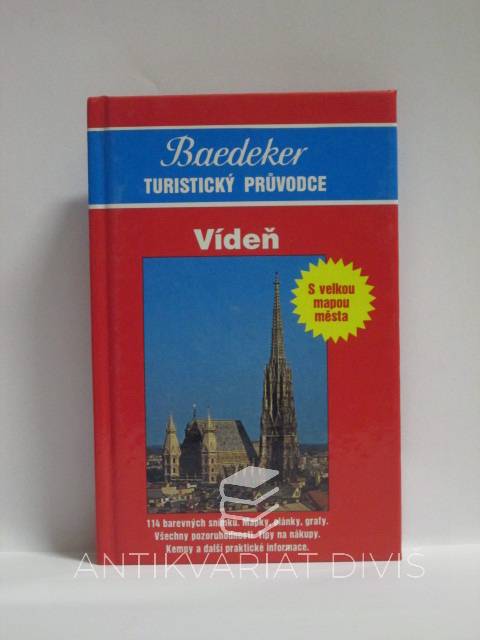 Baedeker
TURISTICKÝ PRŮVODCE
Vídeň
S velkou
mapou
města
114 barevných snímků. Mapky, plánky, grafy.
Všechny pozoruhodnosti. Tipy na nákupy.
Kempy a další praktické informace.
ANTIKVARIAT DIVIŠ